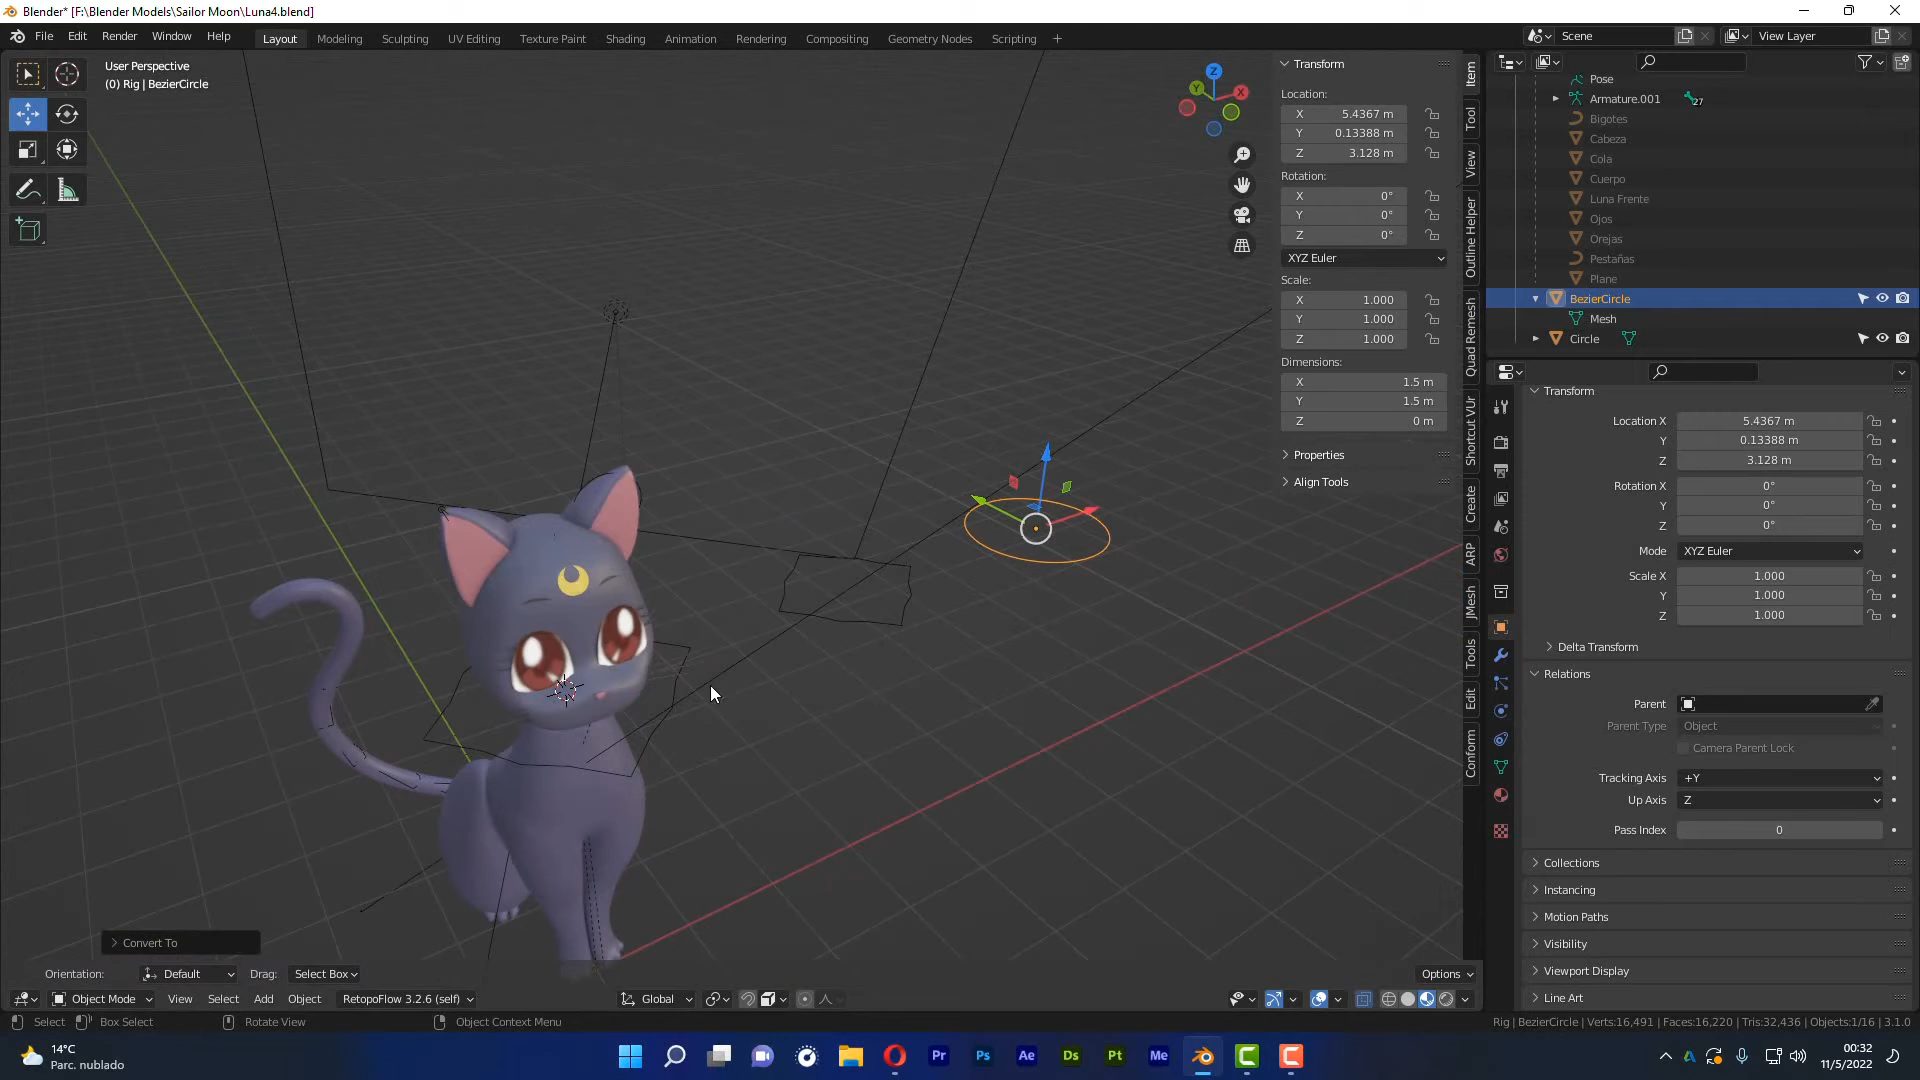 Blender* [F:\Blender Models\Sailor Moon\Luna4.blend]
File Edit Render Window Help Layout Modeling Sculpting UV Editing Texture Paint Shading Animation Rendering Compositing Geometry Nodes Scripting + Scene View Layer
User Perspective
(0) Rig | BezierCircle
Z
Y
X
Transform
Location:
X 5.4367 m
Y 0.13388 m
Z 3.128 m
Rotation:
X 0°
Y 0°
Z 0°
XYZ Euler
Scale:
X 1.000
Y 1.000
Z 1.000
Dimensions:
X 1.5 m
Y 1.5 m
Z 0 m
Properties
Align Tools
Item
Tool
View
Outline Helper
Quad Remesh
Shortcut VUr
Create
ARP
JMesh
Tools
Edit
Conform
Pose
Armature.001 27
Bigotes
Cabeza
Cola
Cuerpo
Luna Frente
Ojos
Orejas
Pestañas
Plane
BezierCircle
Mesh
Circle
Transform
Location X 5.4367 m
Y 0.13388 m
Z 3.128 m
Rotation X 0°
Y 0°
Z 0°
Mode XYZ Euler
Scale X 1.000
Y 1.000
Z 1.000
Delta Transform
Relations
Parent
Parent Type Object
Camera Parent Lock
Tracking Axis +Y
Up Axis Z
Pass Index 0
Collections
Instancing
Motion Paths
Visibility
Viewport Display
Line Art
Convert To
Orientation: Default Drag: Select Box Options
Object Mode View Select Add Object RetopoFlow 3.2.6 (self) Global
Select Box Select Rotate View Object Context Menu
Rig | BezierCircle | Verts:16,491 | Faces:16,220 | Tris:32,436 | Objects:1/16 | 3.1.0
14°C
Parc. nublado
Pr Ps Ae Ds Pt Me
00:32
11/5/2022